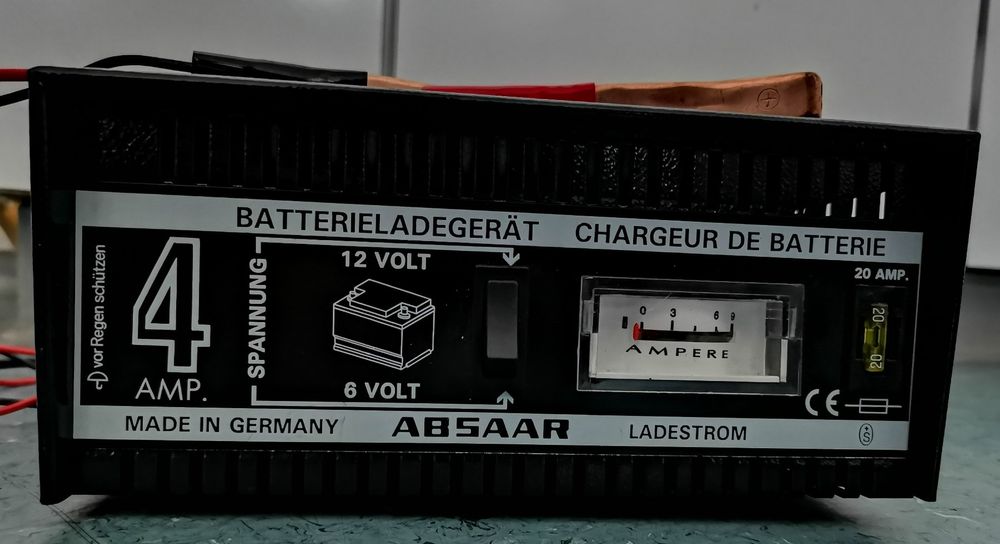 BATTERIELADEGERÄT CHARGEUR DE BATTERIE
vor Regen schützen
4
AMP.
SPANNUNG
12 VOLT
6 VOLT
0 3 6 9
AMPERE
20 AMP.
20
20
CE
MADE IN GERMANY ABSAAR LADESTROM
S